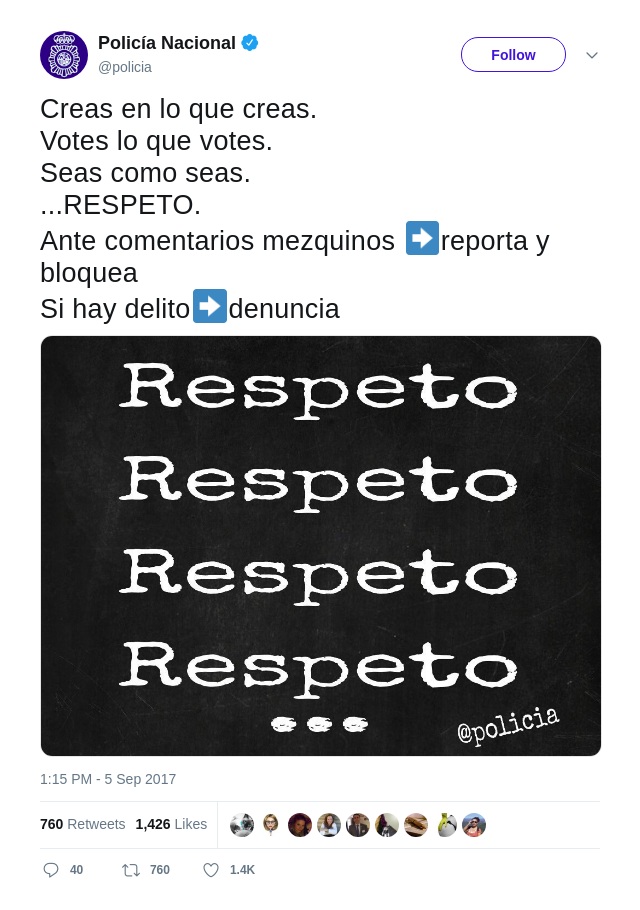 Policía Nacional
@policia
Follow
Creas en lo que creas.
Votes lo que votes.
Seas como seas.
...RESPETO.
Ante comentarios mezquinos ➡reporta y
bloquea
Si hay delito➡denuncia
Respeto
Respeto
Respeto
Respeto
...
@policia
1:15 PM - 5 Sep 2017
760 Retweets 1,426 Likes
40 760 1.4K